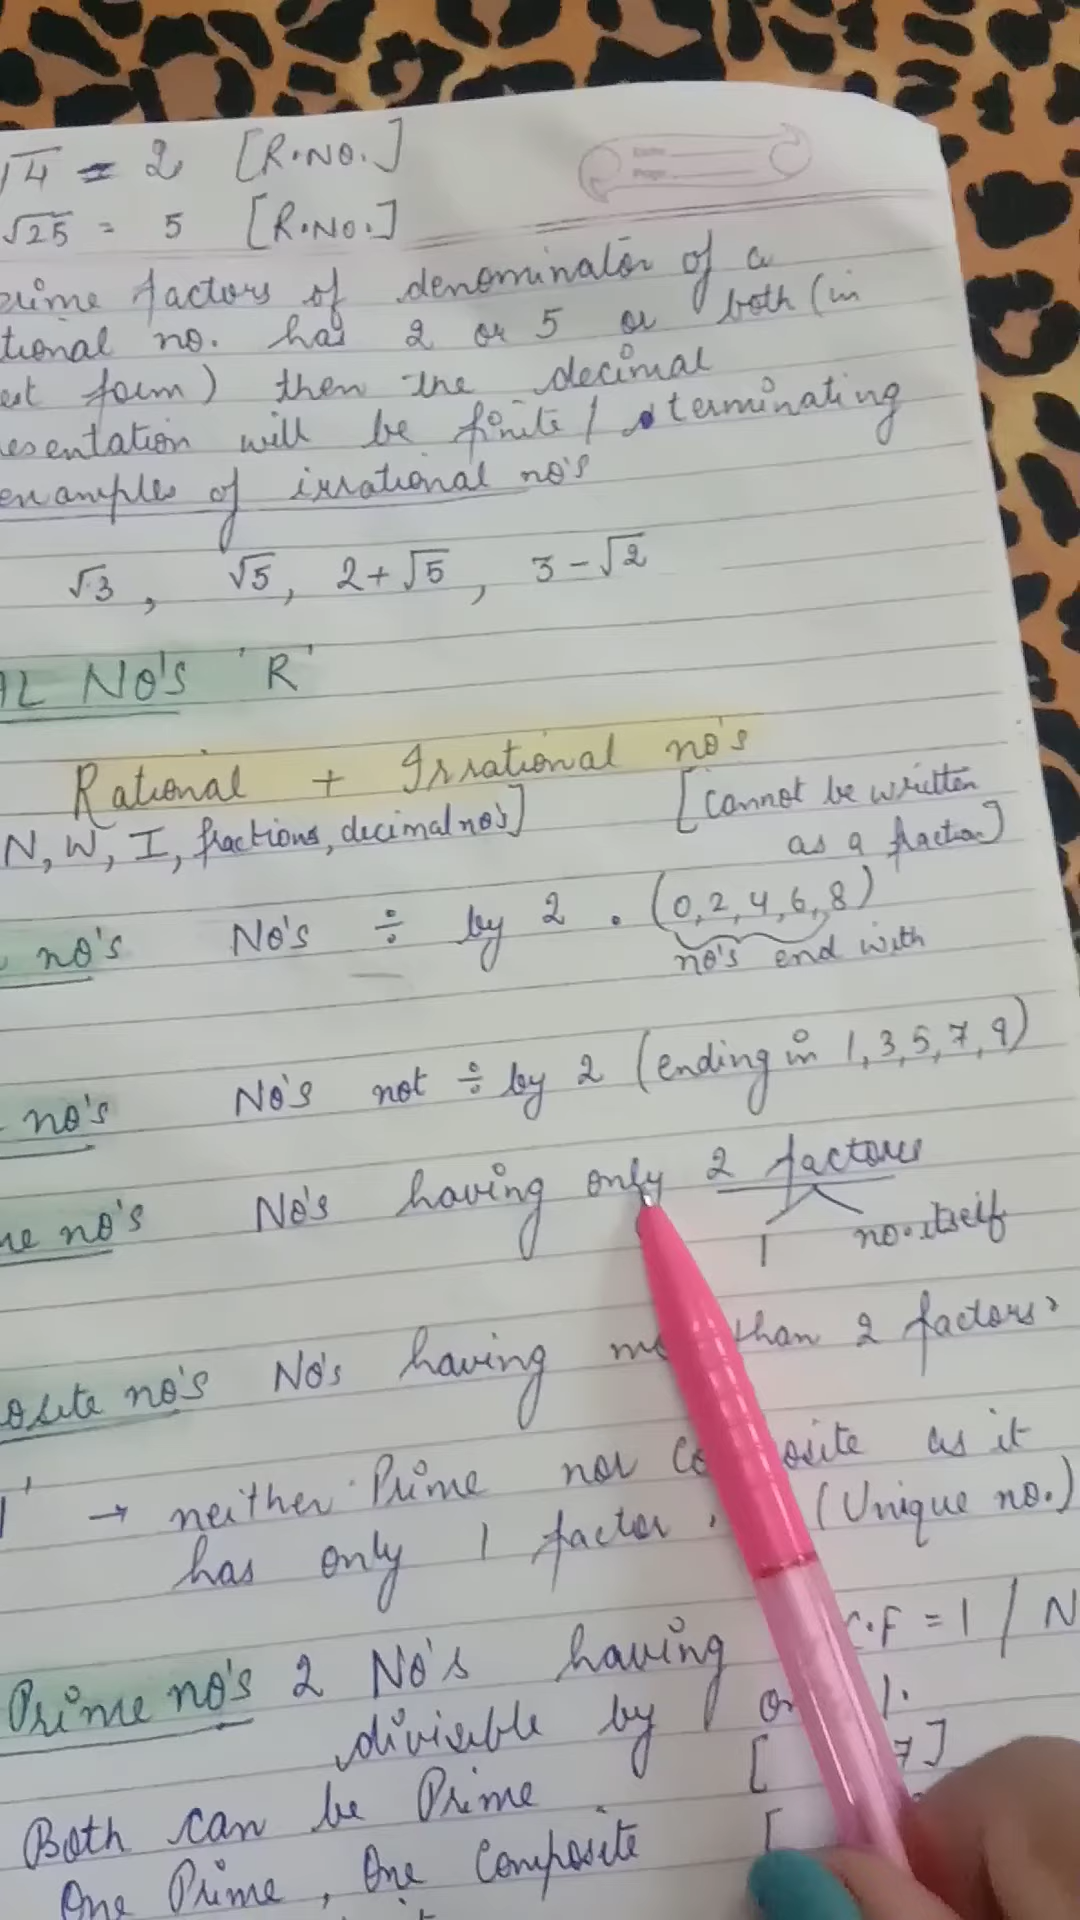 √4 = 2 [R.NO.]
√25 = 5 [R.NO.]
factors of denominator of a
no. has 2 or 5 or both (in
form) then the decimal
will be finite / terminating
examples of irrational no's
√3, √5, 2+√5, 3-√2
NO'S 'R'
Rational + Irrational no's
N, W, I, fractions, decimal no's] [cannot be written
as a fraction]
no's NO'S ÷ by 2. (0,2,4,6,8)
no's end with
no's NO'S not ÷ by 2 (ending in 1,3,5,7,9)
no's NO'S having only 2 factors
1 no. itself
no's NO's having than 2 factors.
1' → neither Prime nor as it
has only 1 factor. (Unique no.)
Prime no's 2 NO's having C.F = 1 / N
divisible by 1.
Both can be Prime [ 7]
One Prime, One Composite [